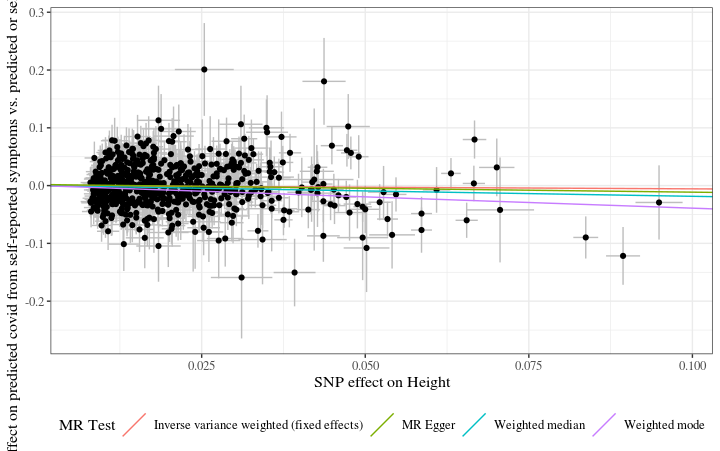 ffect on predicted covid from self-reported symptoms vs. predicted or se
0.3
0.2
0.1
0.0
-0.1
-0.2
0.025
0.050
0.075
0.100
SNP effect on Height
MR Test
Inverse variance weighted (fixed effects)
MR Egger
Weighted median
Weighted mode